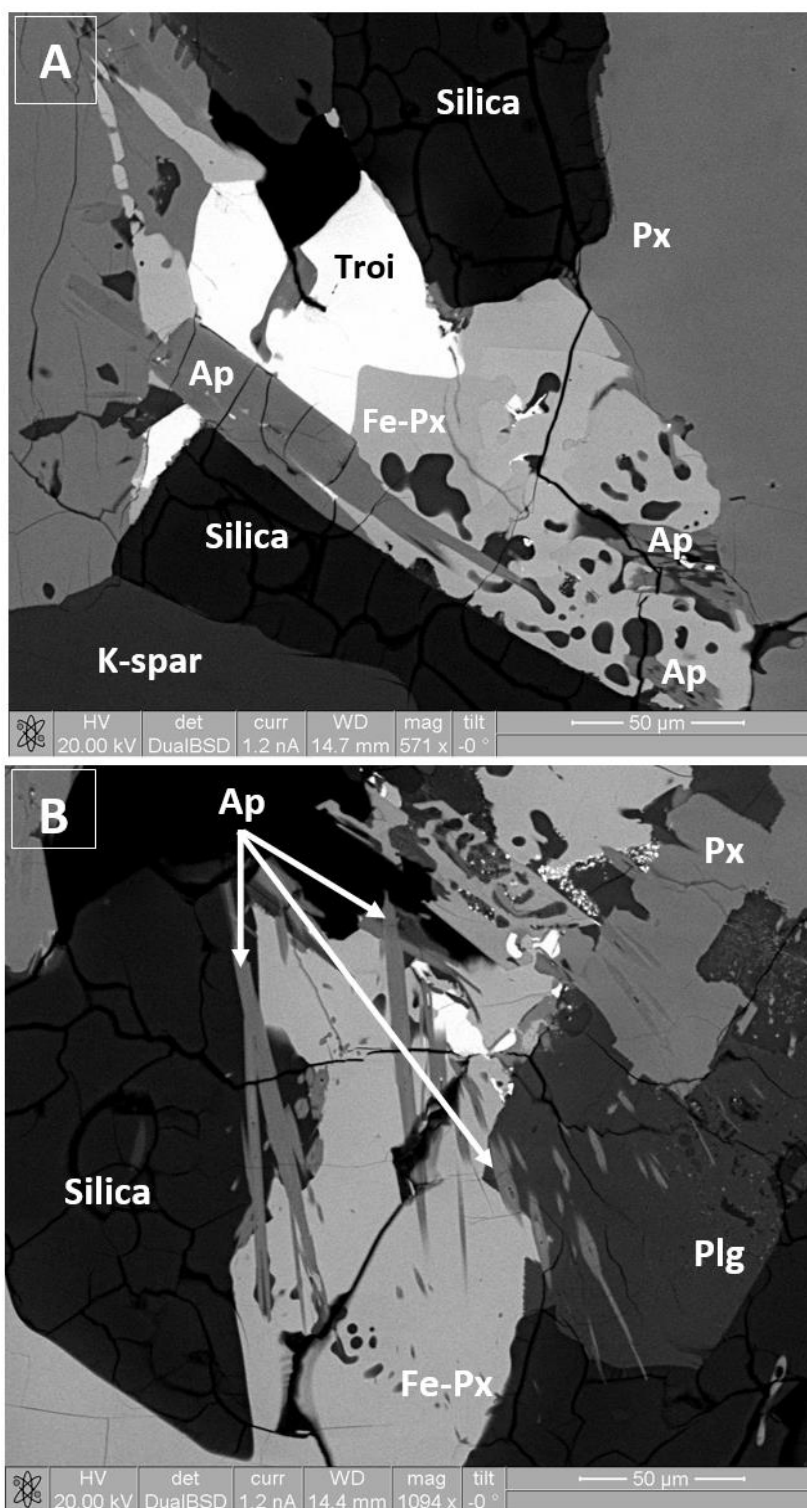 A
Silica
Px
Troi
Ap
Fe-Px
Silica
Ap
K-spar
Ap
HV det curr WD mag tilt 50 µm
20.00 kV DualBSD 1.2 nA 14.7 mm 571 x -0 °
B
Ap
Px
Silica
Plg
Fe-Px
HV det curr WD mag tilt 50 µm
20.00 kV DualBSD 1.2 nA 14.4 mm 1094 x -0 °